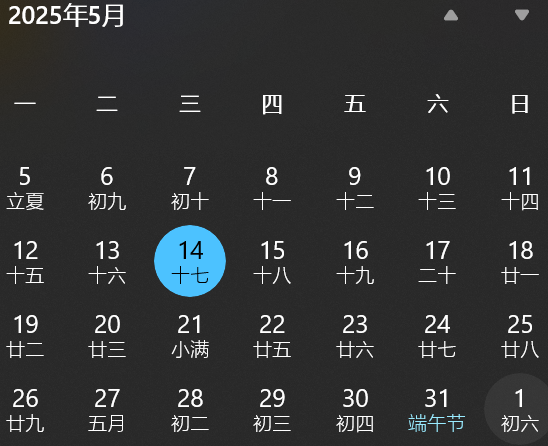 2025年5月
一 二 三 四 五 六 日
5 6 7 8 9 10 11
立夏 初九 初十 十一 十二 十三 十四
12 13 14 15 16 17 18
十五 十六 十七 十八 十九 二十 廿一
19 20 21 22 23 24 25
廿二 廿三 小满 廿五 廿六 廿七 廿八
26 27 28 29 30 31 1
廿九 五月 初二 初三 初四 端午节 初六